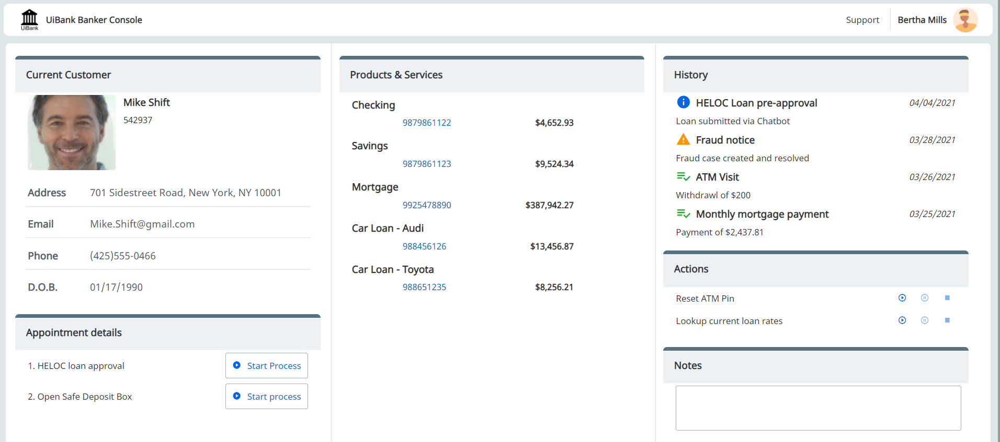 UiBank
UiBank Banker Console
Support
Bertha Mills
Current Customer
Mike Shift
542937
Address 701 Sidestreet Road, New York, NY 10001
Email Mike.Shift@gmail.com
Phone (425)555-0466
D.O.B. 01/17/1990
Appointment details
1. HELOC loan approval Start Process
2. Open Safe Deposit Box Start process
Products & Services
Checking
9879861122 $4,652.93
Savings
9879861123 $9,524.34
Mortgage
9925478890 $387,942.27
Car Loan - Audi
988456126 $13,456.87
Car Loan - Toyota
988651235 $8,256.21
History
HELOC Loan pre-approval 04/04/2021
Loan submitted via Chatbot
Fraud notice 03/28/2021
Fraud case created and resolved
ATM Visit 03/26/2021
Withdrawl of $200
Monthly mortgage payment 03/25/2021
Payment of $2,437.81
Actions
Reset ATM Pin
Lookup current loan rates
Notes